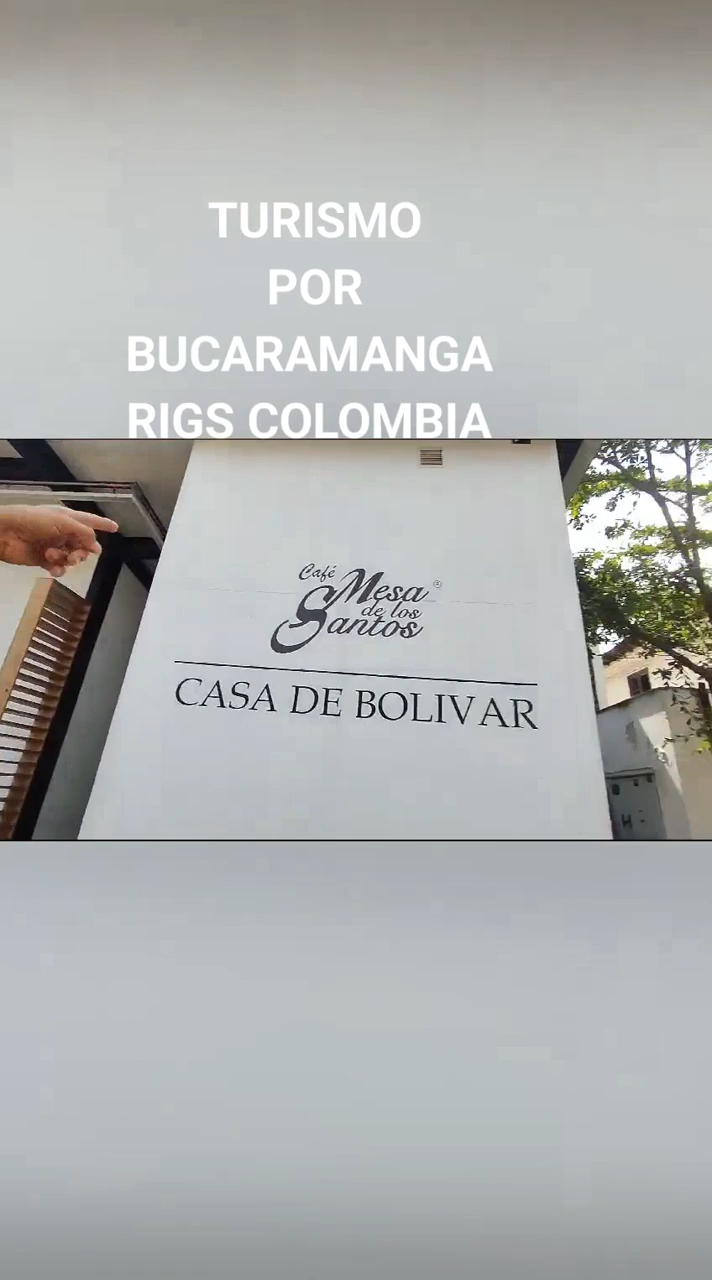 TURISMO
POR
BUCARAMANGA
RIGS COLOMBIA
Café
Mesa ®
de los
Santos
CASA DE BOLIVAR